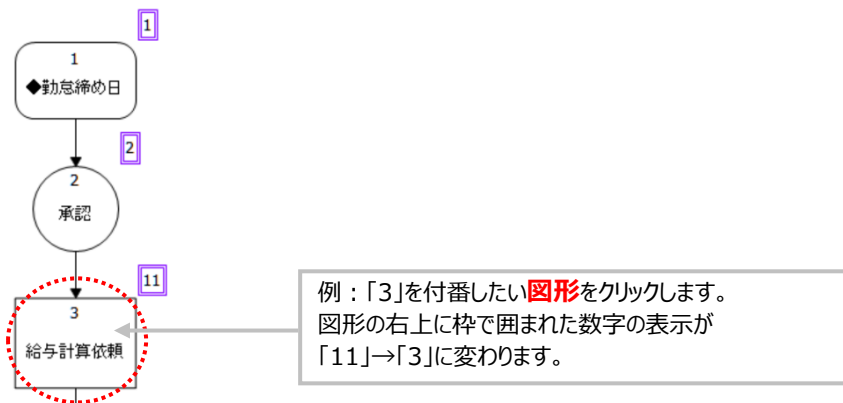 1
1
◆勤怠締め日
2
2
承認
11
3
給与計算依頼
例：「3」を付番したい図形をクリックします。
図形の右上に枠で囲まれた数字の表示が
「11」→「3」に変わります。